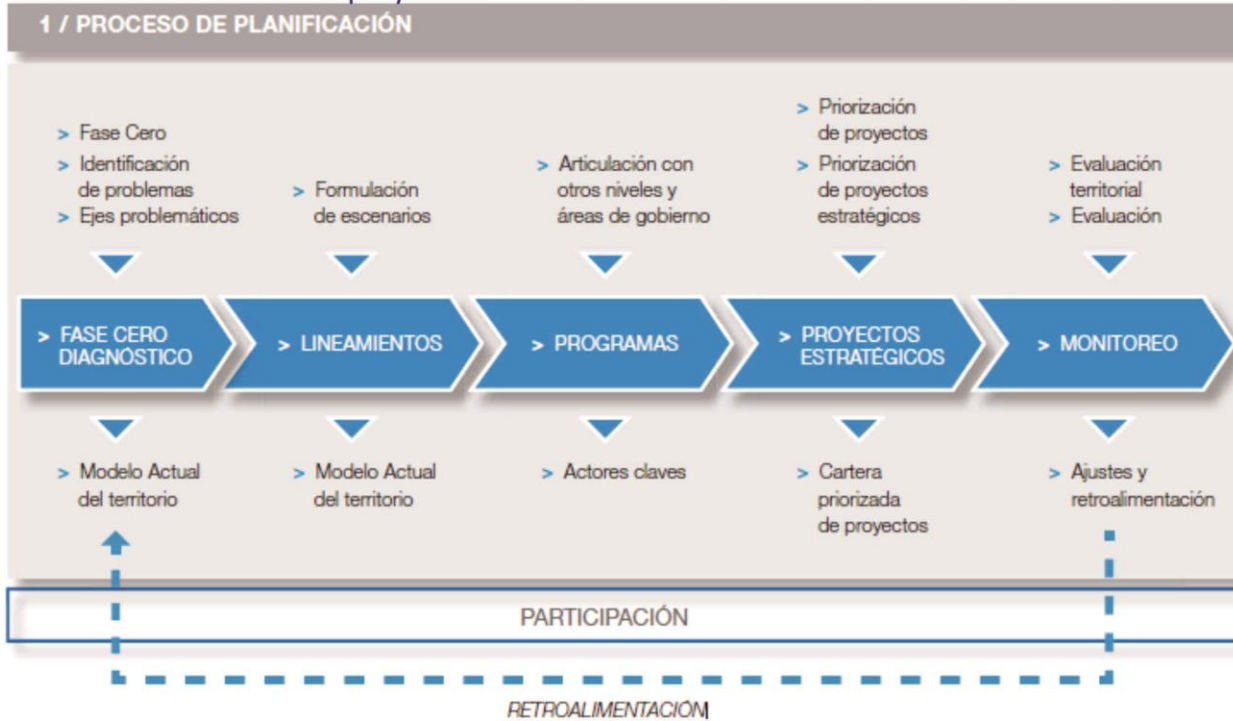 1 / PROCESO DE PLANIFICACIÓN
> Fase Cero
> Identificación
de problemas
> Ejes problemáticos
> Formulación
de escenarios
> Articulación con
otros niveles y
áreas de gobierno
> Priorización
de proyectos
> Priorización
de proyectos
estratégicos
> Evaluación
territorial
> Evaluación
> FASE CERO
DIAGNÓSTICO
> LINEAMIENTOS
> PROGRAMAS
> PROYECTOS
ESTRATÉGICOS
> MONITOREO
> Modelo Actual
del territorio
> Modelo Actual
del territorio
> Actores claves
> Cartera
priorizada
de proyectos
> Ajustes y
retroalimentación
PARTICIPACIÓN
RETROALIMENTACIÓN